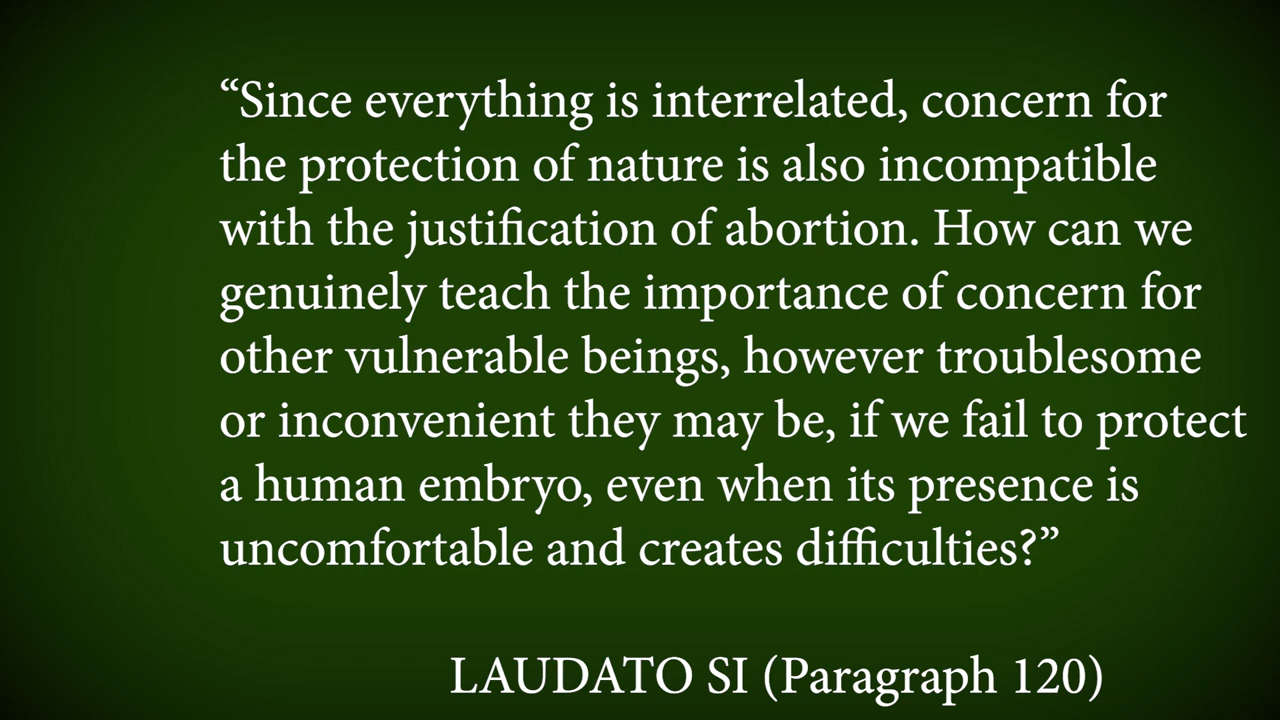 “Since everything is interrelated, concern for
the protection of nature is also incompatible
with the justification of abortion. How can we
genuinely teach the importance of concern for
other vulnerable beings, however troublesome
or inconvenient they may be, if we fail to protect
a human embryo, even when its presence is
uncomfortable and creates difficulties?”
LAUDATO SI (Paragraph 120)